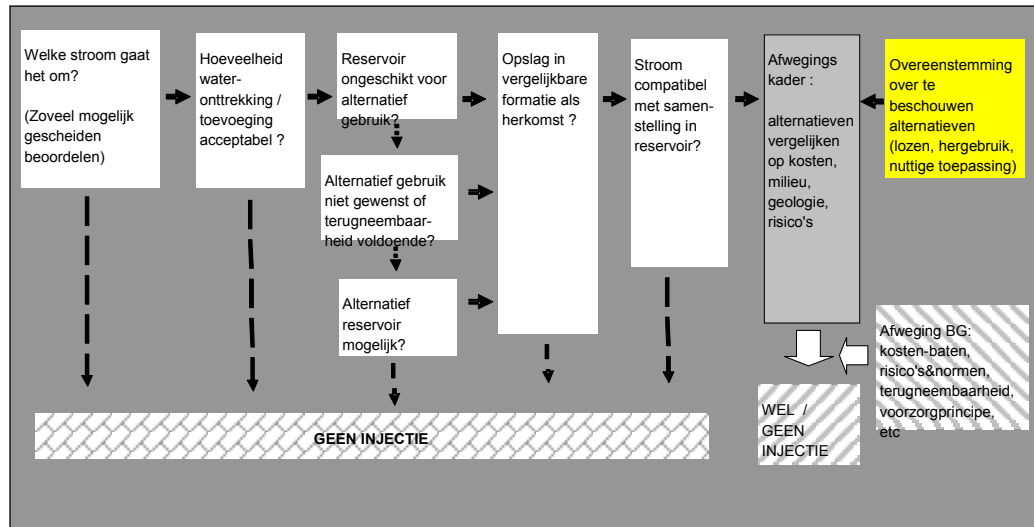 Welke stroom gaat
het om?
(Zoveel mogelijk
gescheiden
beoordelen)
Hoeveelheid
water-
onttrekking /
toevoeging
acceptabel ?
Reservoir
ongeschikt voor
alternatief
gebruik?
Alternatief gebruik
niet gewenst of
terugneembaar-
heid voldoende?
Alternatief
reservoir
mogelijk?
Opslag in
vergelijkbare
formatie als
herkomst ?
Stroom
compatibel
met samen-
stelling in
reservoir?
Afwegings
kader :
alternatieven
vergelijken
op kosten,
milieu,
geologie,
risico's
Overeenstemming
over te
beschouwen
alternatieven
(lozen, hergebruik,
nuttige toepassing)
Afweging BG:
kosten-baten,
risico's&normen,
terugneembaarheid,
voorzorgprincipe,
etc
WEL /
GEEN
INJECTIE
GEEN INJECTIE